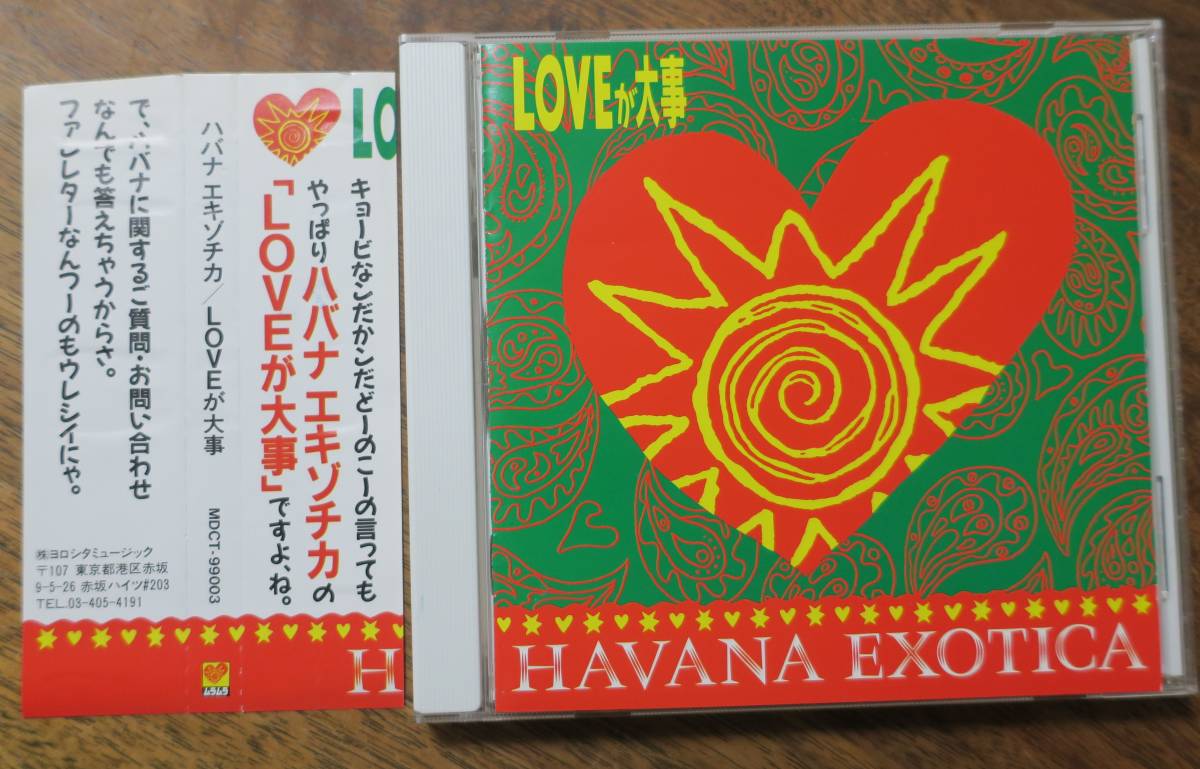 LOVEが大事
HAVANA EXOTICA
LO
キョービなンだかンだどーのこーの言っても
やっぱりハバナ エキゾチカの
「LOVEが大事」ですよ、ね。
H
ハバナ エキゾチカ／LOVEが大事
MDCT-99003
ムラムラ
で、ハバナに関するご質問・お問い合わせ
なんでも答えちゃうからさ。
ファンレターなんつーのもウレシイにゃ。
㈱ヨロシタミュージック
〒107 東京都港区赤坂
9-5-26 赤坂ハイツ#203
TEL.03-405-4191